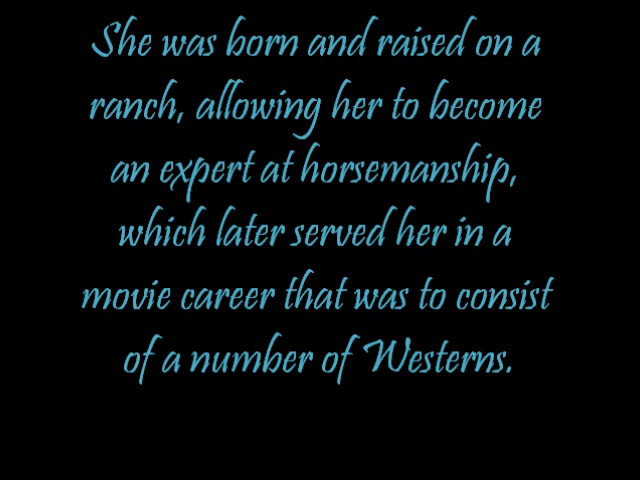 She was born and raised on a
ranch, allowing her to become
an expert at horsemanship,
which later served her in a
movie career that was to consist
of a number of Westerns.